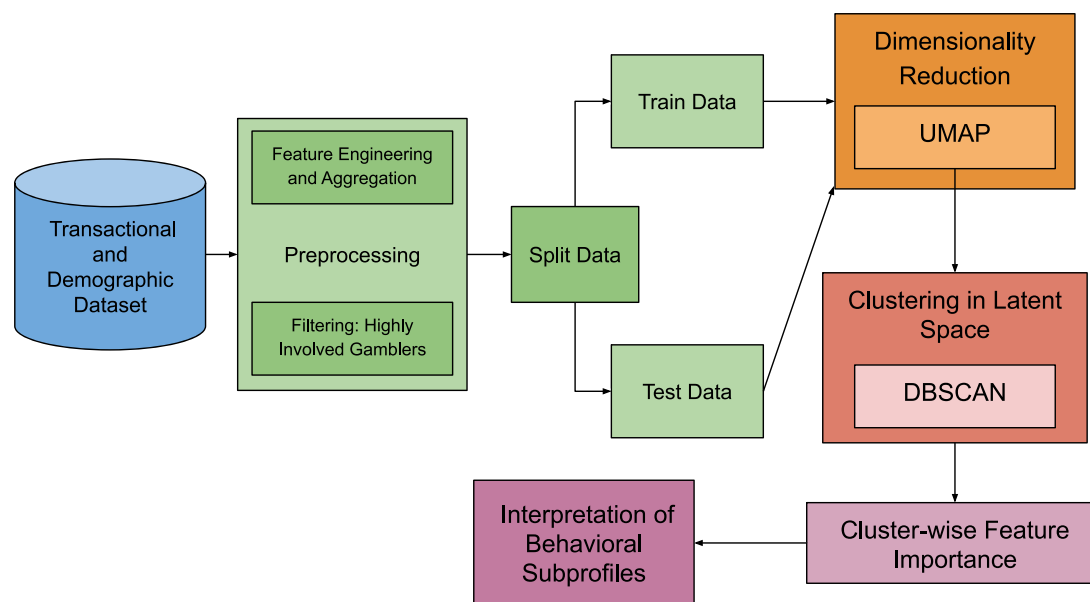 Transactional
and
Demographic
Dataset
Feature Engineering
and Aggregation
Preprocessing
Filtering: Highly
Involved Gamblers
Split Data
Train Data
Test Data
Dimensionality
Reduction
UMAP
Clustering in Latent
Space
DBSCAN
Cluster-wise Feature
Importance
Interpretation of
Behavioral
Subprofiles